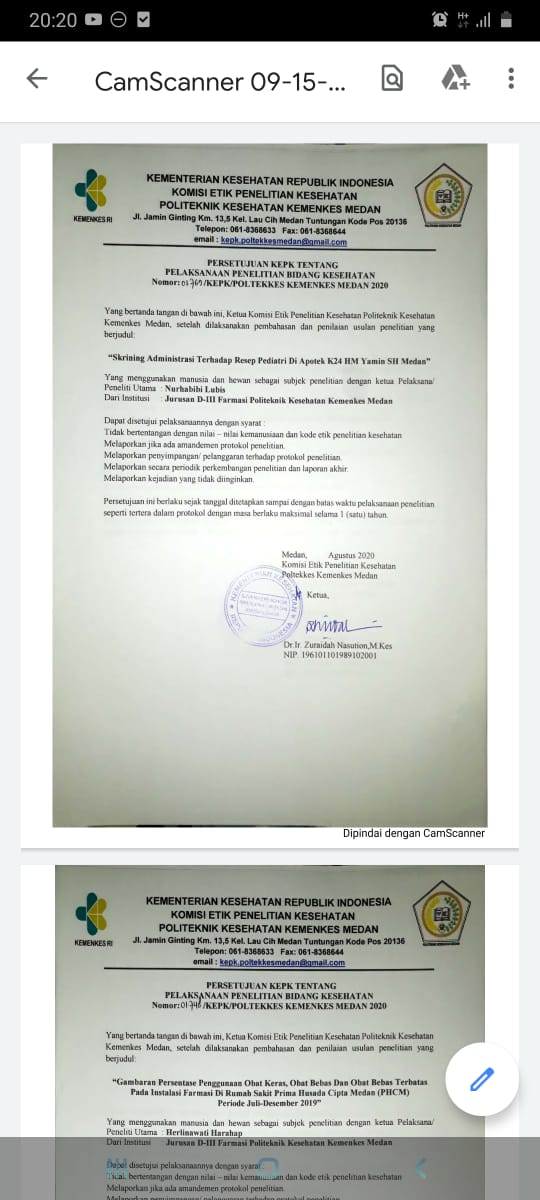 20:20
H+
CamScanner 09-15-...
KEMENTERIAN KESEHATAN REPUBLIK INDONESIA
KOMISI ETIK PENELITIAN KESEHATAN
POLITEKNIK KESEHATAN KEMENKES MEDAN
KEMENKES RI
Jl. Jamin Ginting Km. 13,5 Kel. Lau Cih Medan Tuntungan Kode Pos 20136
Telepon: 061-8368633 Fax: 061-8368644
email : kepk.poltekkesmedan@gmail.com
PERSETUJUAN KEPK TENTANG
PELAKSANAAN PENELITIAN BIDANG KESEHATAN
/KEPK/POLTEKKES KEMENKES MEDAN 2020
Yang bertanda tangan di bawah ini, Ketua Komisi Etik Penelitian Kesehatan Politeknik Kesehatan
Kemenkes Medan, setelah dilaksanakan pembahasan dan penilaian usulan penelitian yang
berjudul:
“Skrining Administrasi Terhadap Resep Pediatri Di Apotek K24 HM Yamin SH Medan”
Yang menggunakan manusia dan hewan sebagai subjek penelitian dengan ketua Pelaksana/
Peneliti Utama : Nurhabibi Lubis
Dari Institusi : Jurusan D-III Farmasi Politeknik Kesehatan Kemenkes Medan
Dapat disetujui pelaksanaannya dengan syarat :
Tidak bertentangan dengan nilai – nilai kemanusiaan dan kode etik penelitian kesehatan
Melaporkan jika ada amandemen protokol penelitian.
Melaporkan penyimpangan/ pelanggaran terhadap protokol penelitian.
Melaporkan secara periodik perkembangan penelitian dan laporan akhir.
Melaporkan kejadian yang tidak diinginkan.
Persetujuan ini berlaku sejak tanggal ditetapkan sampai dengan batas waktu pelaksanaan penelitian
seperti tertera dalam protokol dengan masa berlaku maksimal selama 1 (satu) tahun.
Medan, Agustus 2020
Komisi Etik Penelitian Kesehatan
Poltekkes Kemenkes Medan
Ketua,
Dr.Ir. Zuraidah Nasution,M.Kes
NIP. 196101101989102001
Dipindai dengan CamScanner
KEMENTERIAN KESEHATAN REPUBLIK INDONESIA
KOMISI ETIK PENELITIAN KESEHATAN
POLITEKNIK KESEHATAN KEMENKES MEDAN
KEMENKES RI
Jl. Jamin Ginting Km. 13,5 Kel. Lau Cih Medan Tuntungan Kode Pos 20136
Telepon: 061-8368633 Fax: 061-8368644
email : kepk.poltekkesmedan@gmail.com
PERSETUJUAN KEPK TENTANG
PELAKSANAAN PENELITIAN BIDANG KESEHATAN
/KEPK/POLTEKKES KEMENKES MEDAN 2020
Yang bertanda tangan di bawah ini, Ketua Komisi Etik Penelitian Kesehatan Politeknik Kesehatan
Kemenkes Medan, setelah dilaksanakan pembahasan dan penilaian usulan penelitian yang
berjudul:
“Gambaran Persentase Penggunaan Obat Keras, Obat Bebas Dan Obat Bebas Terbatas
Pada Instalasi Farmasi Di Rumah Sakit Prima Husada Cipta Medan (PHCM)
Periode Juli-Desember 2019”
Yang menggunakan manusia dan hewan sebagai subjek penelitian dengan ketua Pelaksana/
Peneliti Utama : Herlinawati Harahap
Dari Institusi : Jurusan D-III Farmasi Politeknik Kesehatan Kemenkes Medan
Dapat disetujui pelaksanaannya dengan syarat :
Tidak bertentangan dengan nilai – nilai kemanusiaan dan kode etik penelitian kesehatan
Melaporkan jika ada amandemen protokol penelitian.